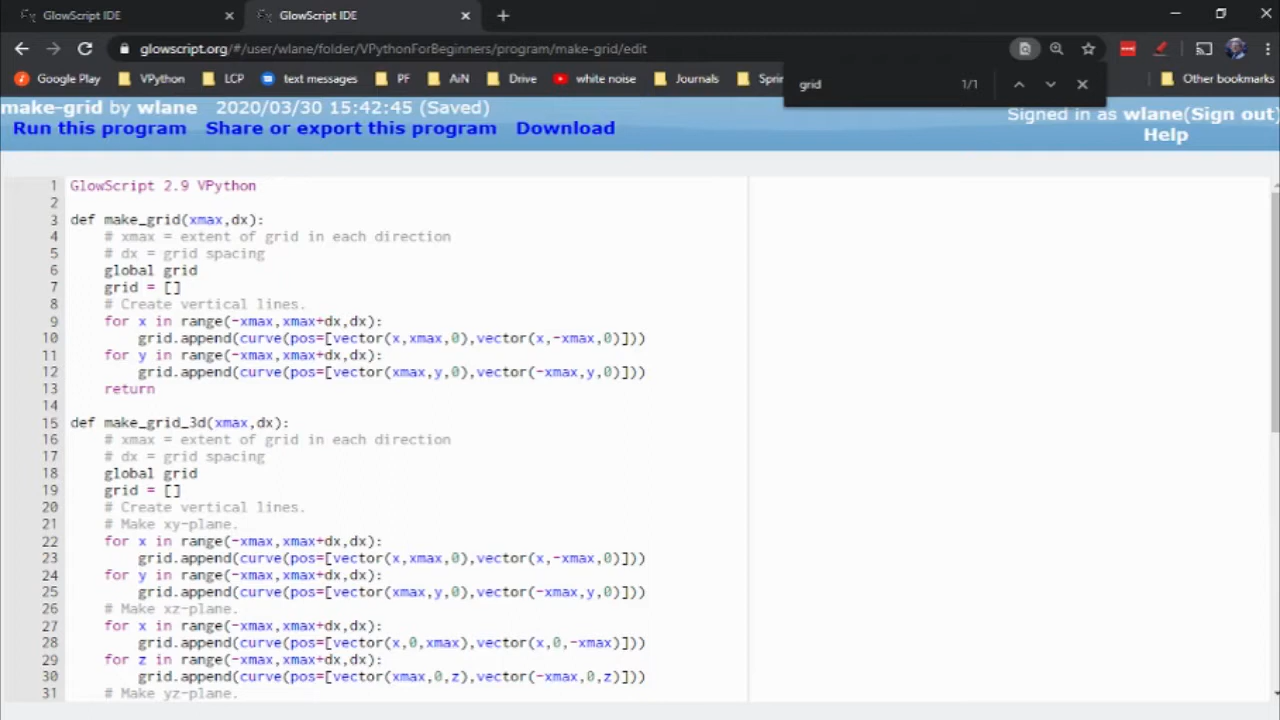 GlowScript IDE
GlowScript IDE
glowscript.org/#/user/wlane/folder/VPythonForBeginners/program/make-grid/edit
Google Play VPython LCP text messages PF AiN Drive white noise Journals Sprin Other bookmarks
grid 1/1
make-grid by wlane 2020/03/30 15:42:45 (Saved)
Signed in as wlane(Sign out)
Run this program Share or export this program Download
Help
1 GlowScript 2.9 VPython
2
3 def make_grid(xmax,dx):
4 # xmax = extent of grid in each direction
5 # dx = grid spacing
6 global grid
7 grid = []
8 # Create vertical lines.
9 for x in range(-xmax,xmax+dx,dx):
10 grid.append(curve(pos=[vector(x,xmax,0),vector(x,-xmax,0)]))
11 for y in range(-xmax,xmax+dx,dx):
12 grid.append(curve(pos=[vector(xmax,y,0),vector(-xmax,y,0)]))
13 return
14
15 def make_grid_3d(xmax,dx):
16 # xmax = extent of grid in each direction
17 # dx = grid spacing
18 global grid
19 grid = []
20 # Create vertical lines.
21 # Make xy-plane.
22 for x in range(-xmax,xmax+dx,dx):
23 grid.append(curve(pos=[vector(x,xmax,0),vector(x,-xmax,0)]))
24 for y in range(-xmax,xmax+dx,dx):
25 grid.append(curve(pos=[vector(xmax,y,0),vector(-xmax,y,0)]))
26 # Make xz-plane.
27 for x in range(-xmax,xmax+dx,dx):
28 grid.append(curve(pos=[vector(x,0,xmax),vector(x,0,-xmax)]))
29 for z in range(-xmax,xmax+dx,dx):
30 grid.append(curve(pos=[vector(xmax,0,z),vector(-xmax,0,z)]))
31 # Make yz-plane.